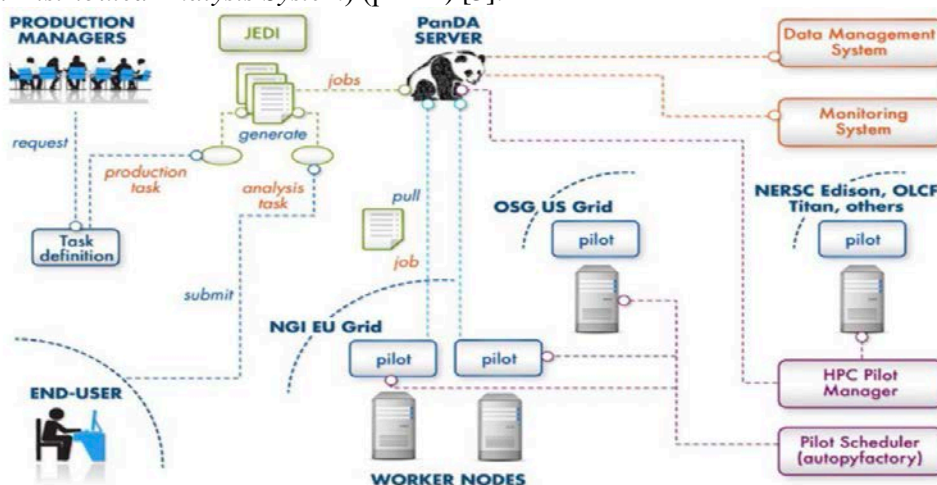 PRODUCTION
MANAGERS
JEDI
PanDA
SERVER
Data Management
System
jobs
generate
Monitoring
System
request
production
task
analysis
task
pull
job
OSG US Grid
pilot
NERSC Edison, OLCF
Titan, others
pilot
Task
definition
submit
NGI EU Grid
pilot
pilot
END-USER
HPC Pilot
Manager
Pilot Scheduler
(autopyfactory)
WORKER NODES